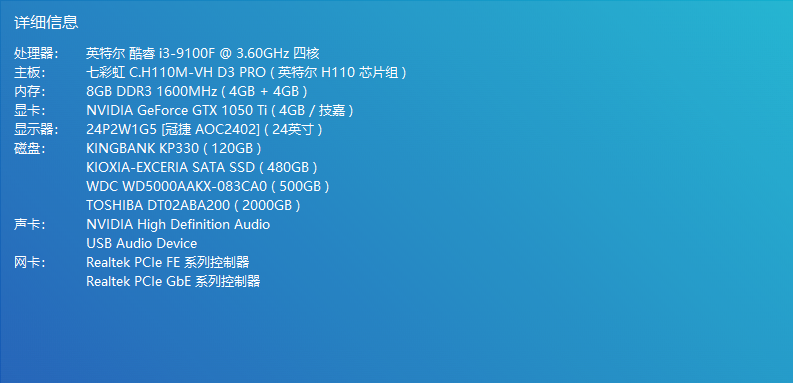 详细信息
处理器： 英特尔 酷睿 i3-9100F @ 3.60GHz 四核
主板： 七彩虹 C.H110M-VH D3 PRO ( 英特尔 H110 芯片组 )
内存： 8GB DDR3 1600MHz ( 4GB + 4GB )
显卡： NVIDIA GeForce GTX 1050 Ti ( 4GB / 技嘉 )
显示器： 24P2W1G5 [冠捷 AOC2402] ( 24英寸 )
磁盘： KINGBANK KP330 ( 120GB )
KIOXIA-EXCERIA SATA SSD ( 480GB )
WDC WD5000AAKX-083CA0 ( 500GB )
TOSHIBA DT02ABA200 ( 2000GB )
声卡： NVIDIA High Definition Audio
USB Audio Device
网卡： Realtek PCIe FE 系列控制器
Realtek PCIe GbE 系列控制器